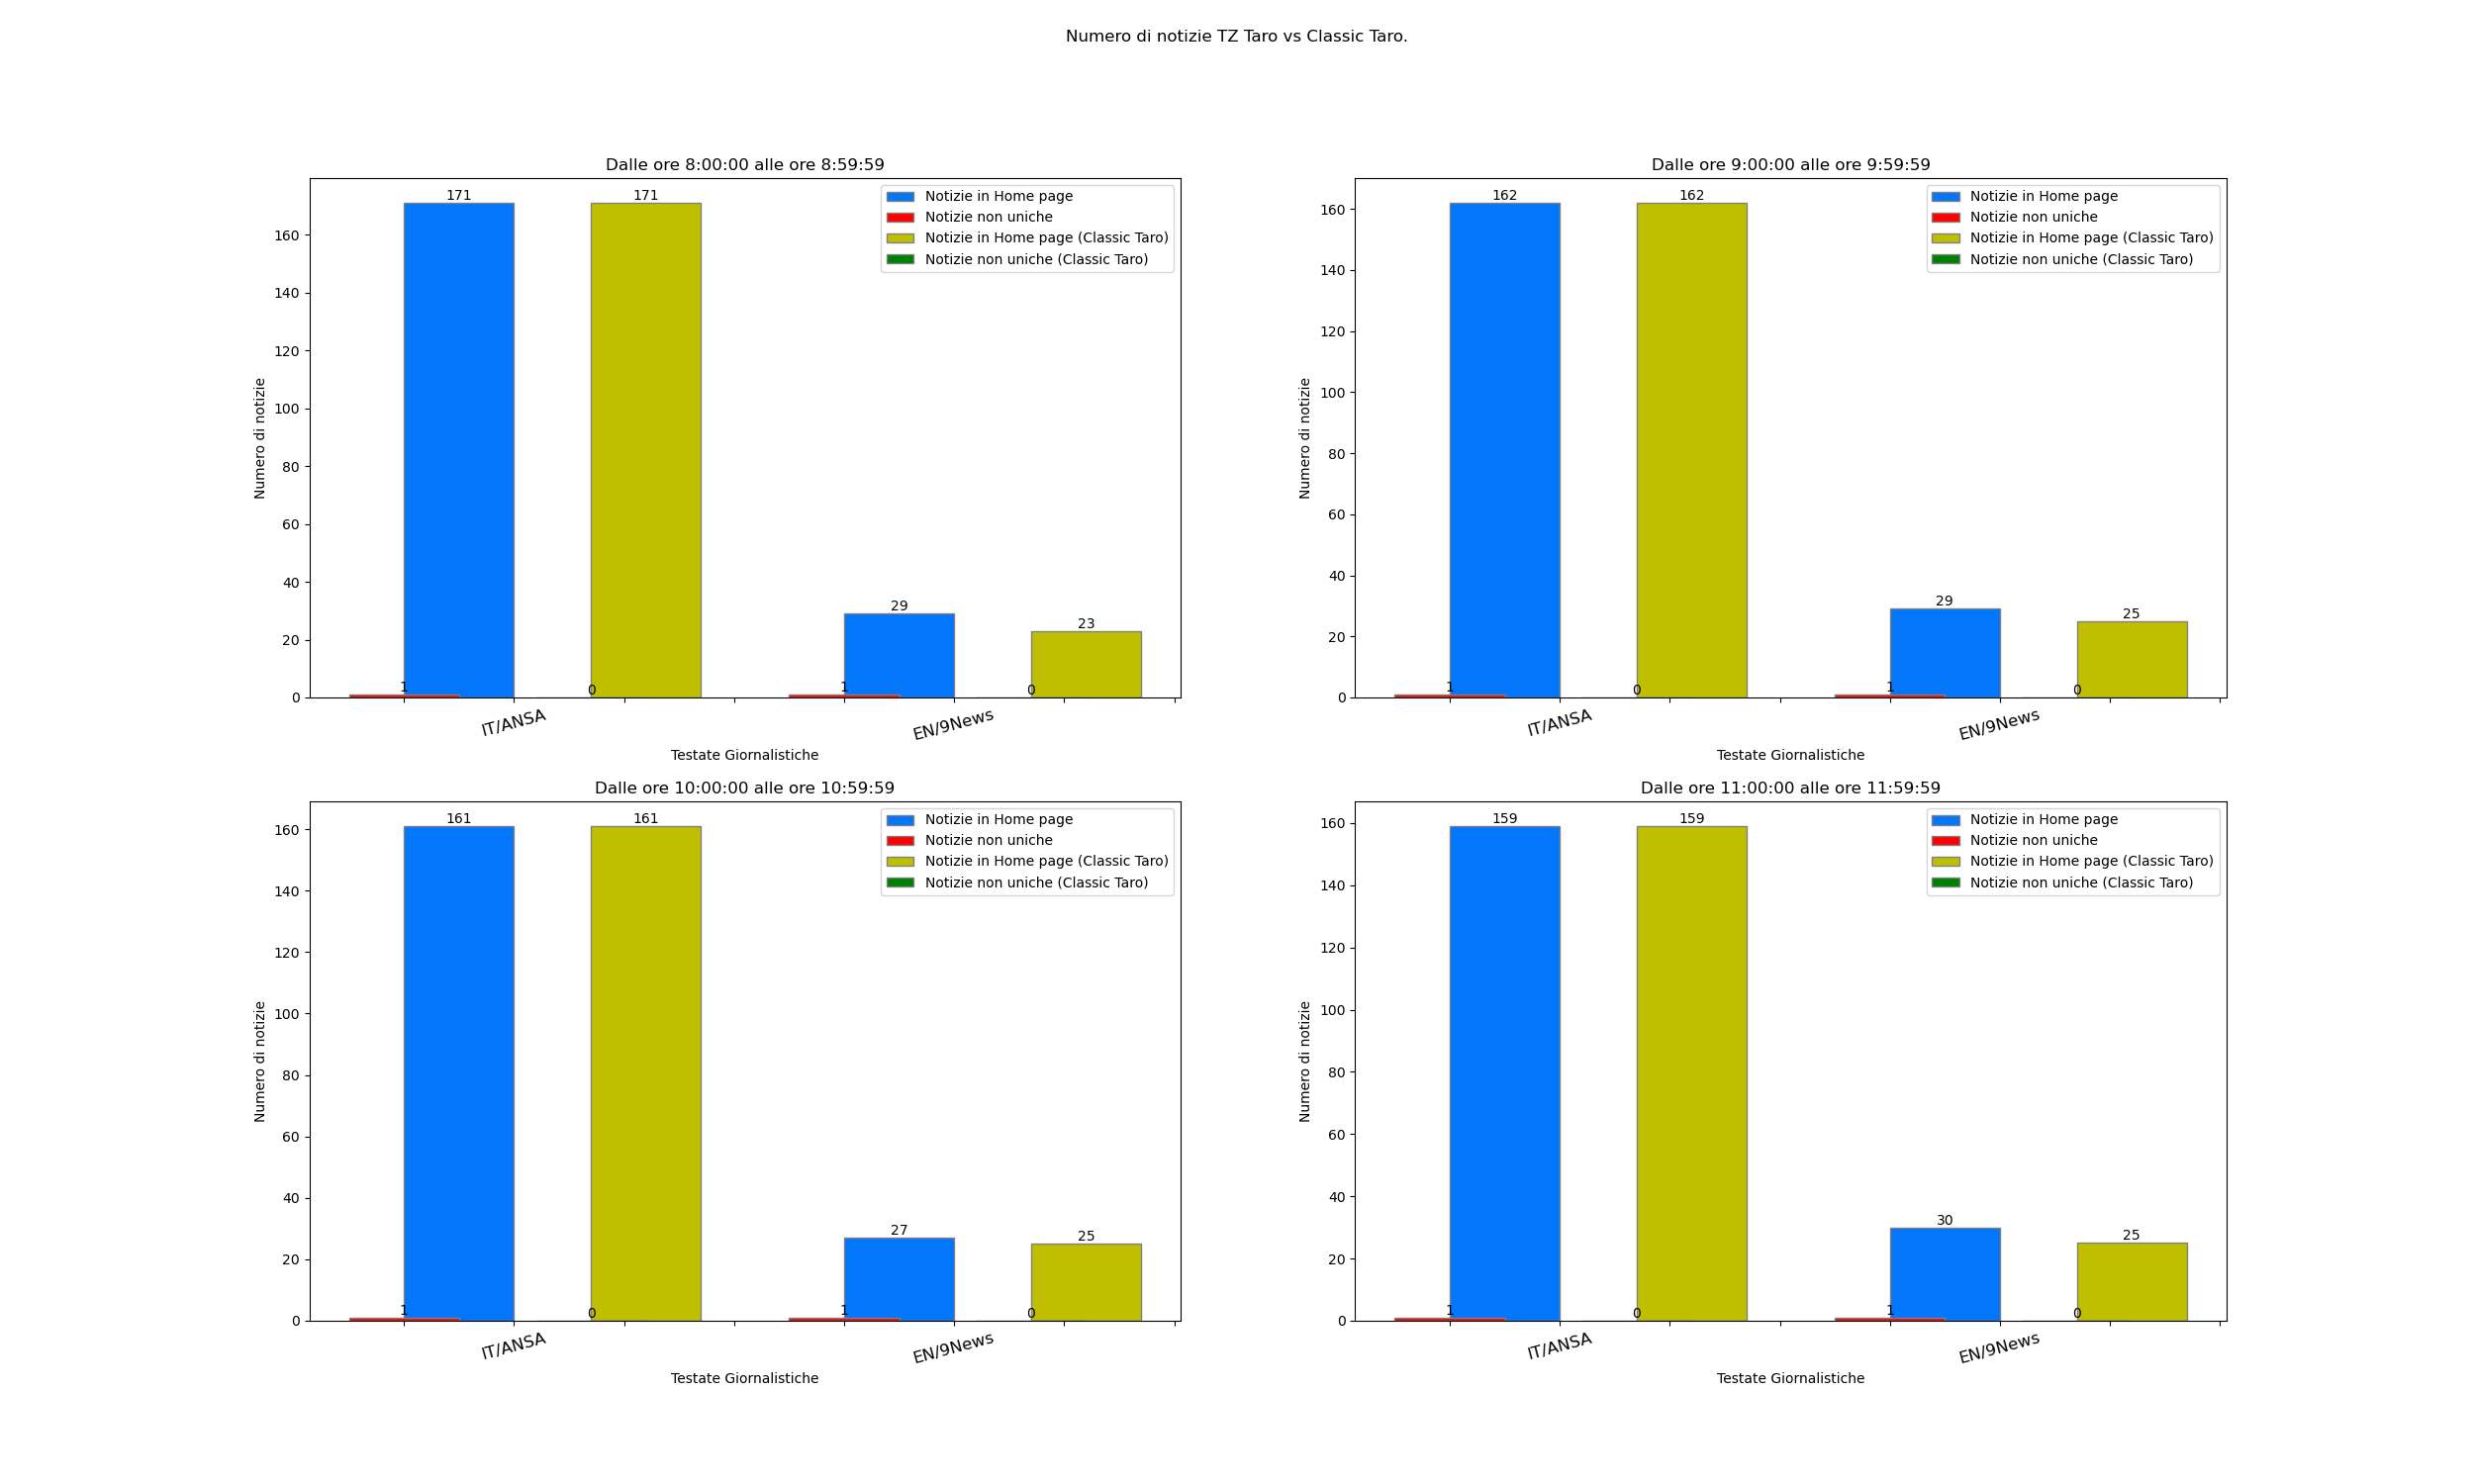 Numero di notizie TZ Taro vs Classic Taro.
Dalle ore 8:00:00 alle ore 8:59:59
Numero di notizie
160
140
120
100
80
60
40
20
0
171
171
29
23
1
0
1
0
Notizie in Home page
Notizie non uniche
Notizie in Home page (Classic Taro)
Notizie non uniche (Classic Taro)
IT/ANSA
EN/9News
Testate Giornalistiche
Dalle ore 9:00:00 alle ore 9:59:59
Numero di notizie
160
140
120
100
80
60
40
20
0
162
162
29
25
1
0
1
0
Notizie in Home page
Notizie non uniche
Notizie in Home page (Classic Taro)
Notizie non uniche (Classic Taro)
IT/ANSA
EN/9News
Testate Giornalistiche
Dalle ore 10:00:00 alle ore 10:59:59
Numero di notizie
160
140
120
100
80
60
40
20
0
161
161
27
25
1
0
1
0
Notizie in Home page
Notizie non uniche
Notizie in Home page (Classic Taro)
Notizie non uniche (Classic Taro)
IT/ANSA
EN/9News
Testate Giornalistiche
Dalle ore 11:00:00 alle ore 11:59:59
Numero di notizie
160
140
120
100
80
60
40
20
0
159
159
30
25
1
0
1
0
Notizie in Home page
Notizie non uniche
Notizie in Home page (Classic Taro)
Notizie non uniche (Classic Taro)
IT/ANSA
EN/9News
Testate Giornalistiche